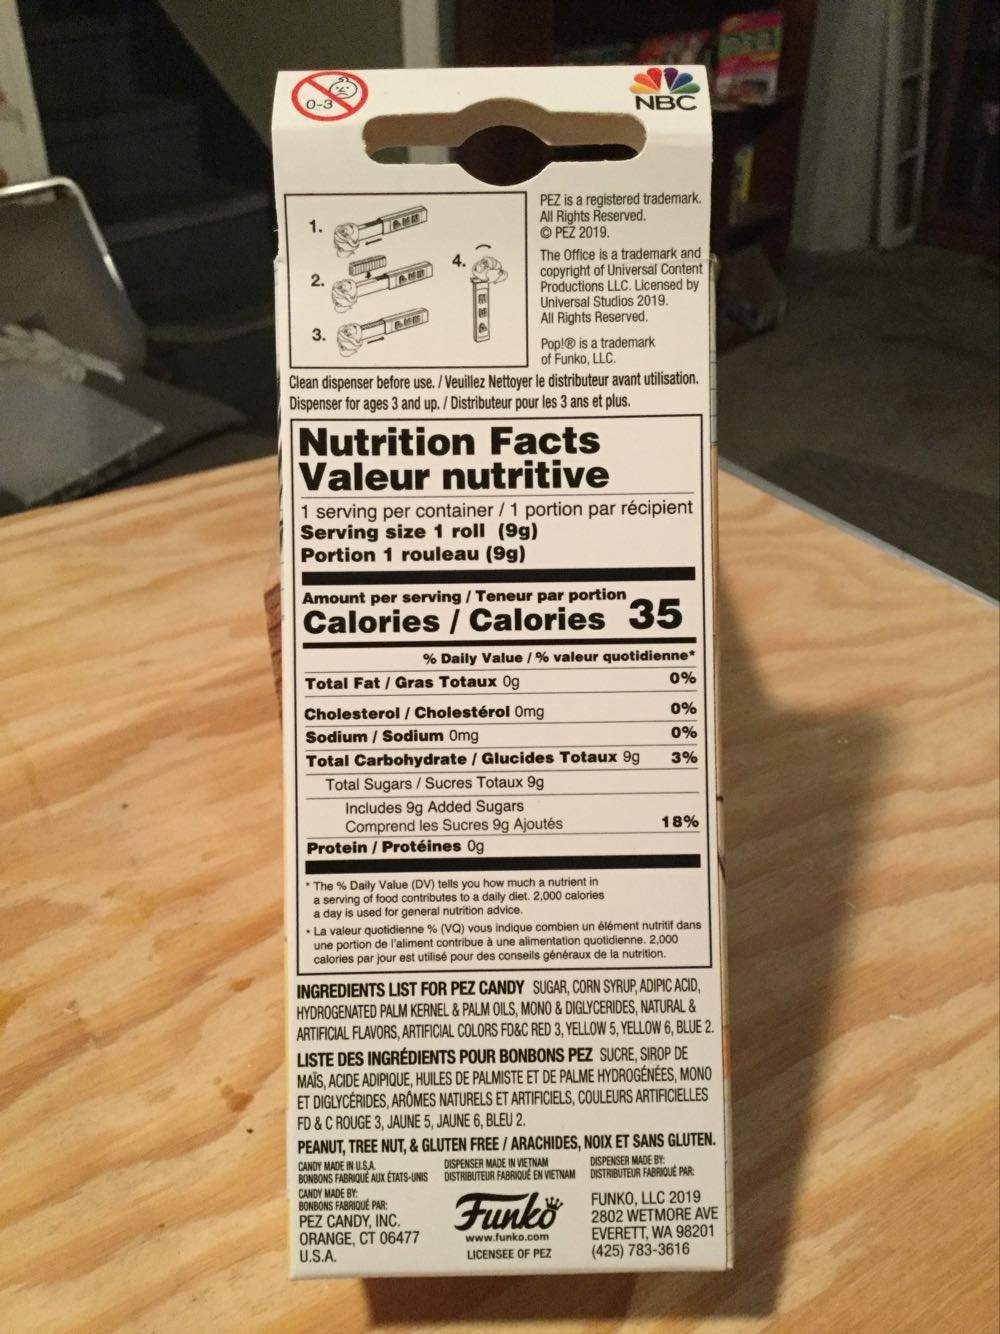 0-3
NBC
1.
2.
3.
4.
PEZ is a registered trademark.
All Rights Reserved.
© PEZ 2019.
The Office is a trademark and
copyright of Universal Content
Productions LLC. Licensed by
Universal Studios 2019.
All Rights Reserved.
Pop!® is a trademark
of Funko, LLC.
Clean dispenser before use. / Veuillez Nettoyer le distributeur avant utilisation.
Dispenser for ages 3 and up. / Distributeur pour les 3 ans et plus.
Nutrition Facts
Valeur nutritive
1 serving per container / 1 portion par récipient
Serving size 1 roll (9g)
Portion 1 rouleau (9g)
Amount per serving / Teneur par portion
Calories / Calories 35
% Daily Value / % valeur quotidienne*
Total Fat / Gras Totaux 0g 0%
Cholesterol / Cholestérol 0mg 0%
Sodium / Sodium 0mg 0%
Total Carbohydrate / Glucides Totaux 9g 3%
Total Sugars / Sucres Totaux 9g
Includes 9g Added Sugars
Comprend les Sucres 9g Ajoutés 18%
Protein / Protéines 0g
* The % Daily Value (DV) tells you how much a nutrient in
a serving of food contributes to a daily diet. 2,000 calories
a day is used for general nutrition advice.
* La valeur quotidienne % (VQ) vous indique combien un élément nutritif dans
une portion de l'aliment contribue à une alimentation quotidienne. 2,000
calories par jour est utilisé pour des conseils généraux de la nutrition.
INGREDIENTS LIST FOR PEZ CANDY SUGAR, CORN SYRUP, ADIPIC ACID,
HYDROGENATED PALM KERNEL & PALM OILS, MONO & DIGLYCERIDES, NATURAL &
ARTIFICIAL FLAVORS, ARTIFICIAL COLORS FD&C RED 3, YELLOW 5, YELLOW 6, BLUE 2.
LISTE DES INGRÉDIENTS POUR BONBONS PEZ SUCRE, SIROP DE
MAÏS, ACIDE ADIPIQUE, HUILES DE PALMISTE ET DE PALME HYDROGÉNÉES, MONO
ET DIGLYCÉRIDES, ARÔMES NATURELS ET ARTIFICIELS, COULEURS ARTIFICIELLES
FD & C ROUGE 3, JAUNE 5, JAUNE 6, BLEU 2.
PEANUT, TREE NUT, & GLUTEN FREE / ARACHIDES, NOIX ET SANS GLUTEN.
CANDY MADE IN U.S.A.
BONBONS FABRIQUÉ AUX ÉTATS-UNIS
CANDY MADE BY:
BONBONS FABRIQUÉ PAR:
PEZ CANDY, INC.
ORANGE, CT 06477
U.S.A.
DISPENSER MADE IN VIETNAM
DISTRIBUTEUR FABRIQUÉ EN VIETNAM
Funko
www.funko.com
LICENSEE OF PEZ
DISPENSER MADE BY:
DISTRIBUTEUR FABRIQUÉ PAR:
FUNKO, LLC 2019
2802 WETMORE AVE
EVERETT, WA 98201
(425) 783-3616